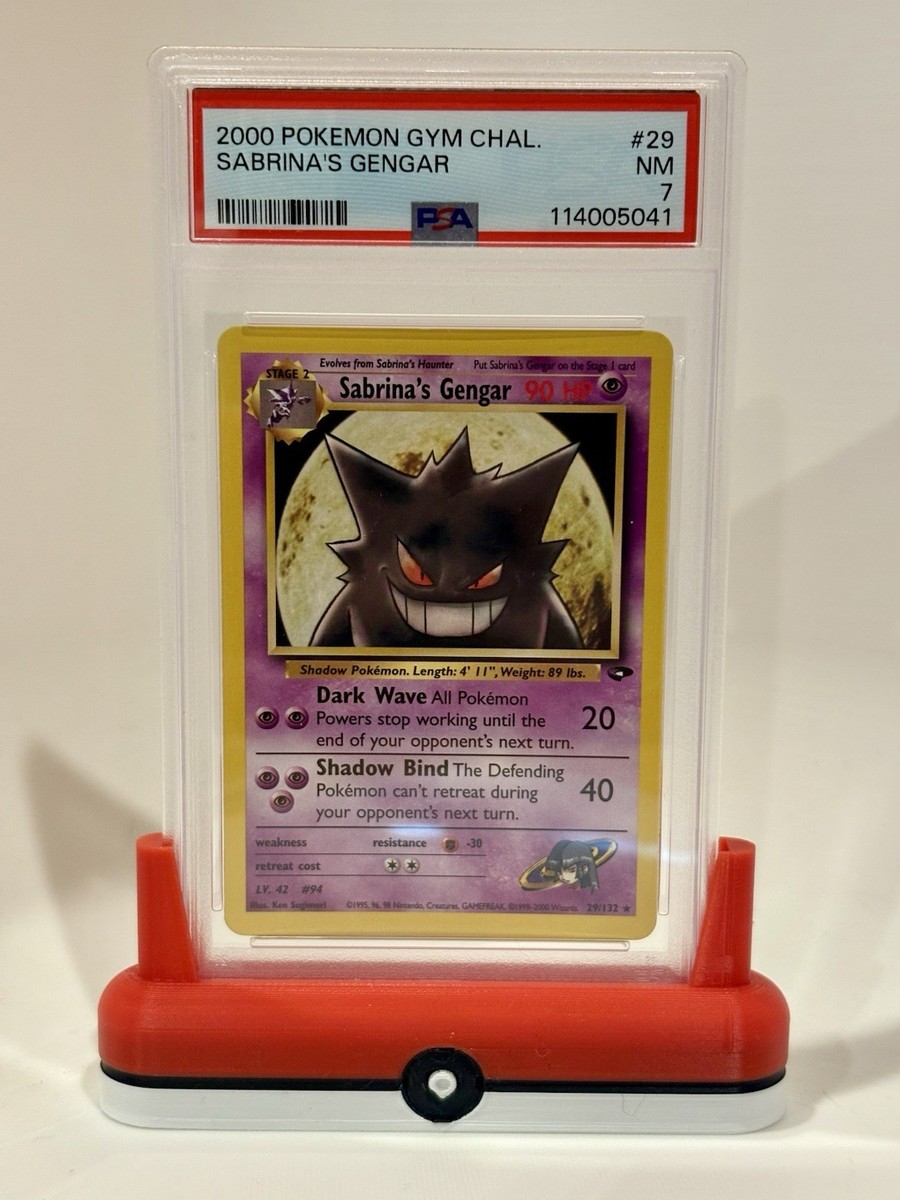 2000 POKEMON GYM CHAL. #29
SABRINA'S GENGAR NM
7
PSA 114005041
Evolves from Sabrina's Haunter Put Sabrina's Gengar on the Stage 1 card
STAGE 2
Sabrina's Gengar 90 HP
Shadow Pokémon. Length: 4' 11", Weight: 89 lbs.
Dark Wave All Pokémon
Powers stop working until the 20
end of your opponent's next turn.
Shadow Bind The Defending
Pokémon can't retreat during 40
your opponent's next turn.
weakness resistance -30
retreat cost
LV. 42 #94
Illus. Ken Sugimori ©1995, 96, 98 Nintendo, Creatures, GAMEFREAK. ©1999-2000 Wizards. 29/132 ★